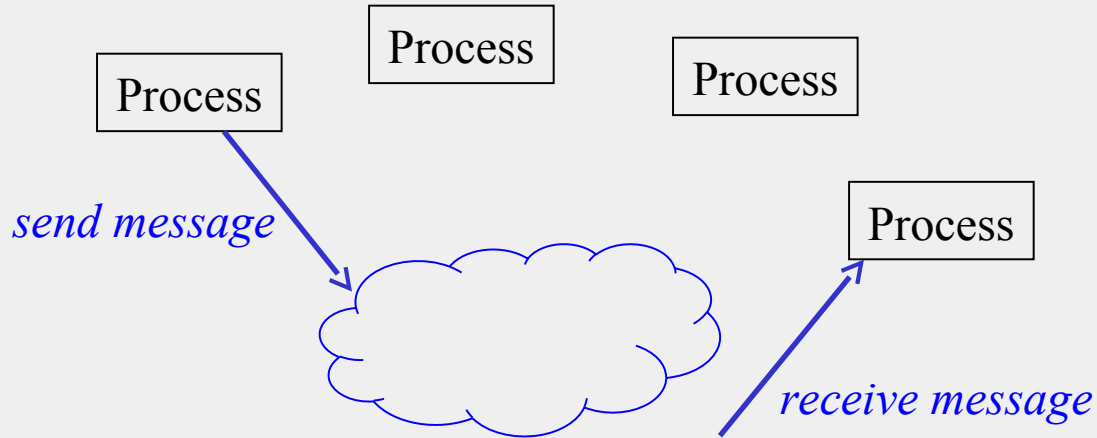 Process
Process
Process
Process
send message
receive message